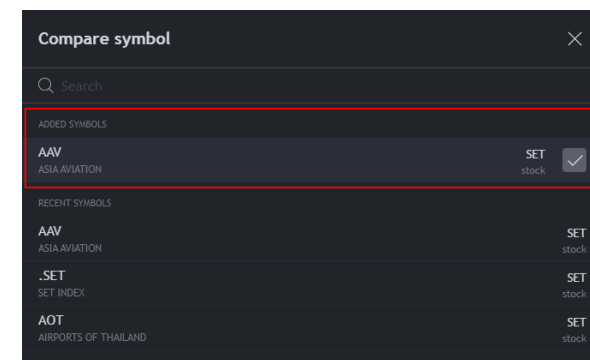 Compare symbol
Search
ADDED SYMBOLS
AAV SET
ASIA AVIATION stock
RECENT SYMBOLS
AAV SET
ASIA AVIATION stock
.SET SET
SET INDEX stock
AOT SET
AIRPORTS OF THAILAND stock